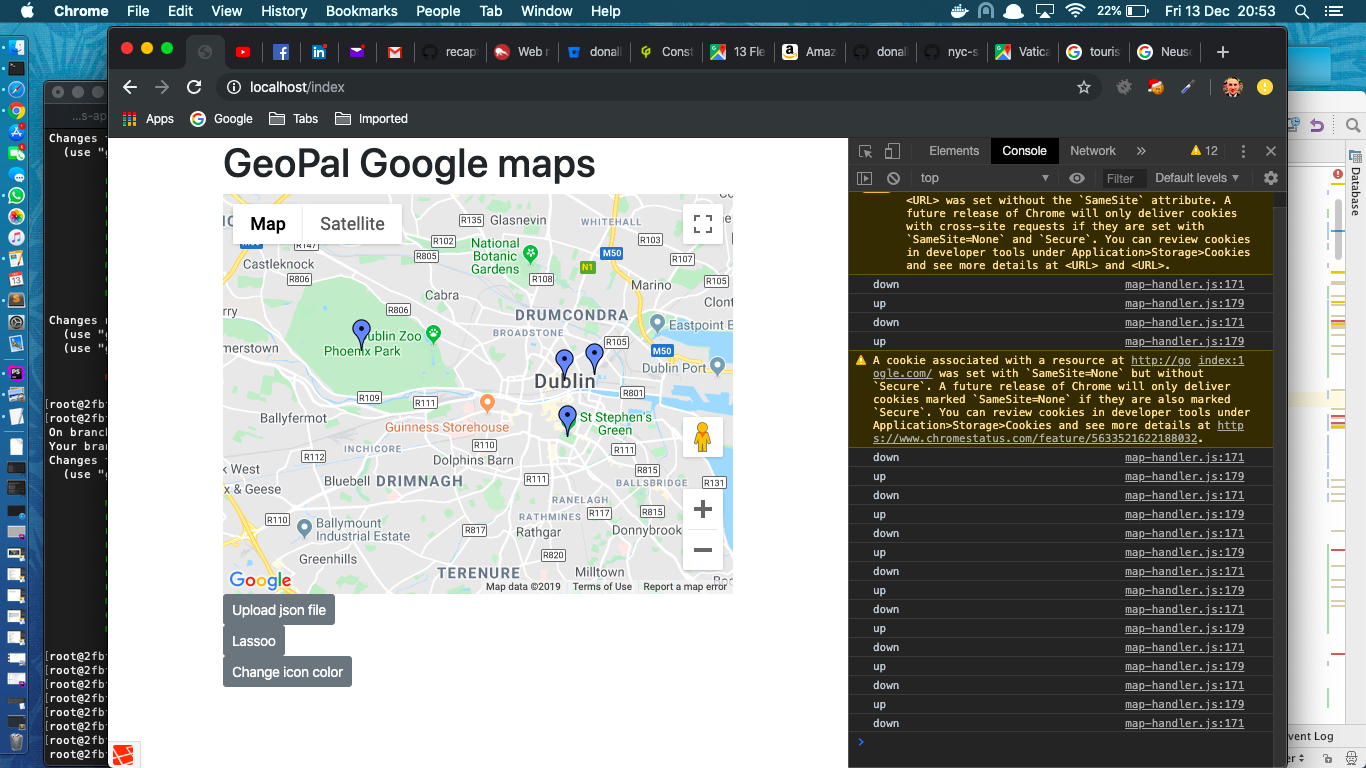 Chrome File Edit View History Bookmarks People Tab Window Help 22% Fri 13 Dec 20:53
recapt Web r donall Const 13 Fle Amaz donal nyc-s Vatica touris Neuso
localhost/index
Apps Google Tabs Imported
...s-ap
Changes
(use "g
Changes
(use "g
(use "g
[root@2fb
[root@2fb
On branch
Your bran
Changes
(use "g
[root@2fb
[root@2fb
[root@2fb
[root@2fb
[root@2fb
[root@2fb
[root@2fb
root@2fb
GeoPal Google maps
Map Satellite
R135 Glasnevin WHITEHALL
R147 R102 National R103
M50 R805 Botanic M50 R107
Castleknock Gardens N1
R806 R108 Marino R105
Cabra Clont
R806 DRUMCONDRA
Dublin Zoo BROADSTONE Eastpoint B
Phoenix Park R105 M50
merstown Dublin Port
Dublin
R109 R111 R801
Ballyfermot St Stephen's
Guinness Storehouse Green
R110 R111
INCHICORE
R112 Dolphins Barn R815
k West Bluebell DRIMNAGH R111 BALLSBRIDGE R131
x & Geese RANELAGH
R110 Ballymount RATHMINES R117 R815
Industrial Estate R817 Rathgar Donnybrook
Greenhills R820
TERENURE Milltown
Google Map data ©2019 Terms of Use Report a map error
Upload json file
Lassoo
Change icon color
Elements Console Network » 12
top Filter Default levels
<URL> was set without the `SameSite` attribute. A
future release of Chrome will only deliver cookies
with cross-site requests if they are set with
`SameSite=None` and `Secure`. You can review cookies
in developer tools under Application>Storage>Cookies
and see more details at <URL> and <URL>.
down map-handler.js:171
up map-handler.js:179
down map-handler.js:171
up map-handler.js:179
A cookie associated with a resource at http://go index:1
ogle.com/ was set with `SameSite=None` but without
`Secure`. A future release of Chrome will only deliver
cookies marked `SameSite=None` if they are also marked
`Secure`. You can review cookies in developer tools under
Application>Storage>Cookies and see more details at http
s://www.chromestatus.com/feature/5633521622188032.
down map-handler.js:171
up map-handler.js:179
down map-handler.js:171
up map-handler.js:179
down map-handler.js:171
up map-handler.js:179
down map-handler.js:171
up map-handler.js:179
down map-handler.js:171
up map-handler.js:179
down map-handler.js:171
up map-handler.js:179
down map-handler.js:171
up map-handler.js:179
down map-handler.js:171
Database
vent Log
er